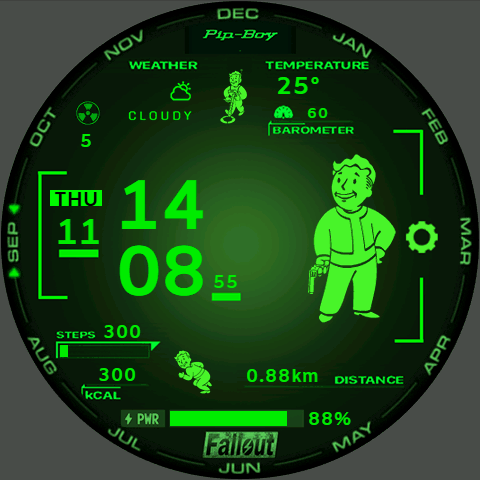 DEC
NOV
Pip-Boy
JAN
WEATHER
TEMPERATURE
25°
CLOUDY
60
BAROMETER
OCT
FEB
5
THU
11
14
08
55
SEP
MAR
STEPS 300
300
kCAL
0.88km DISTANCE
AUG
APR
PWR
88%
Fallout
JUL
MAY
JUN